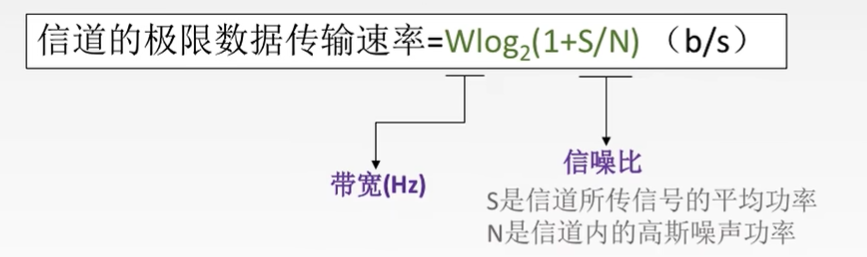 信道的极限数据传输速率=Wlog₂(1+S/N) （b/s）
带宽(Hz)
信噪比
S是信道所传信号的平均功率
N是信道内的高斯噪声功率